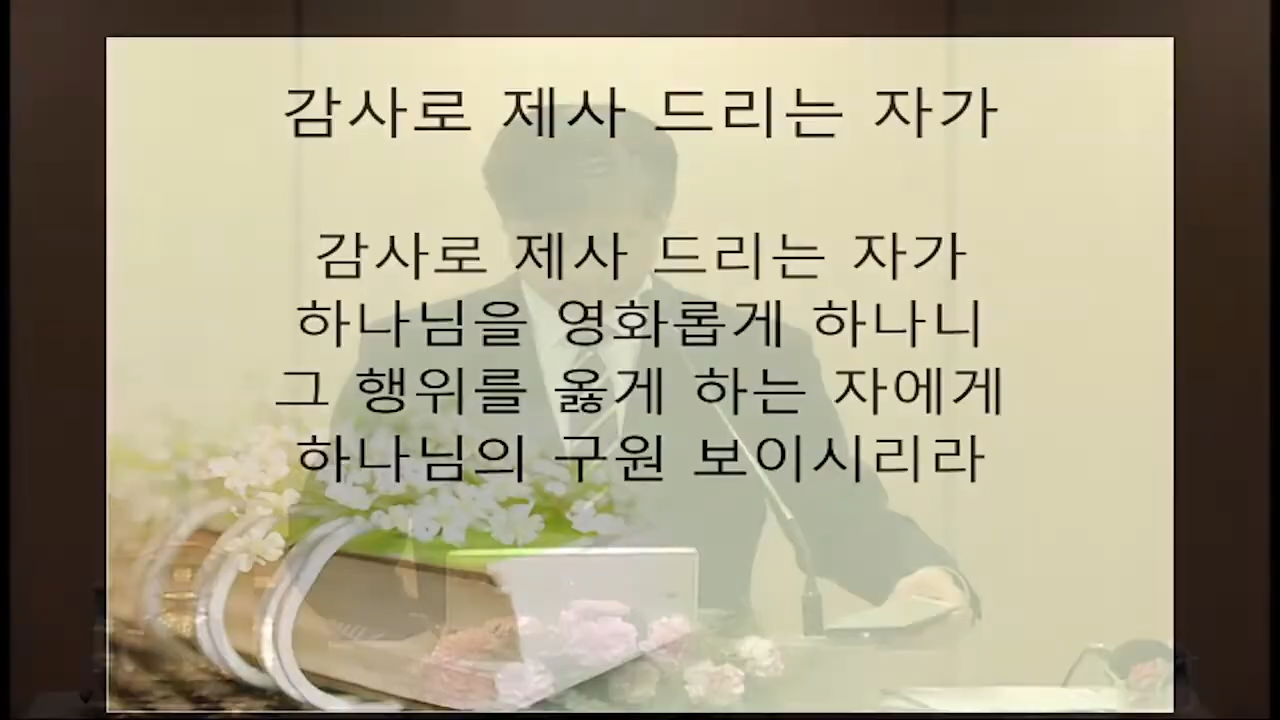 감사로 제사 드리는 자가
감사로 제사 드리는 자가
하나님을 영화롭게 하나니
그 행위를 옳게 하는 자에게
하나님의 구원 보이시리라